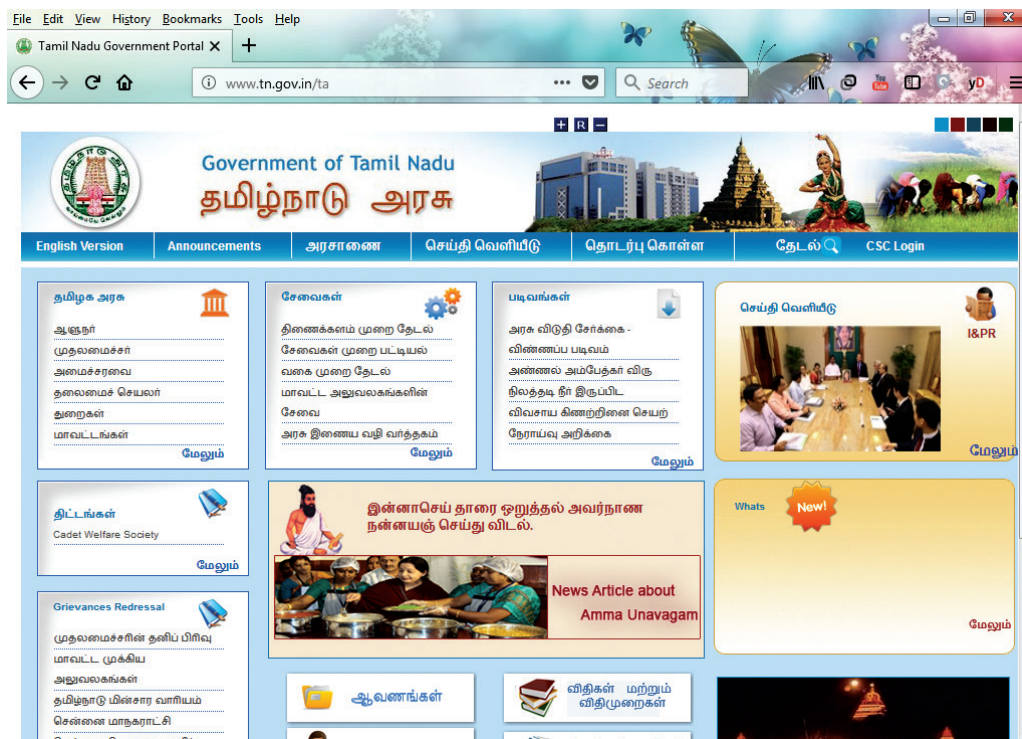 File Edit View History Bookmarks Tools Help
Tamil Nadu Government Portal
www.tn.gov.in/ta
Search
Government of Tamil Nadu
தமிழ்நாடு அரசு
English Version Announcements அரசாணை செய்தி வெளியீடு தொடர்பு கொள்ள தேடல் CSC Login
தமிழக அரசு
ஆளுநர்
முதலமைச்சர்
அமைச்சரவை
தலைமைச் செயலர்
துறைகள்
மாவட்டங்கள்
மேலும்
சேவைகள்
திணைக்களம் முறை தேடல்
சேவைகள் முறை பட்டியல்
வகை முறை தேடல்
மாவட்ட அலுவலகங்களின்
சேவை
அரசு இணைய வழி வர்த்தகம்
மேலும்
படிவங்கள்
அரசு விடுதி சேர்க்கை -
விண்ணப்ப படிவம்
அண்ணல் அம்பேத்கர் விரு
நிலத்தடி நீர் இருப்பிட
விவசாய கிணற்றினை செயற்
நேராய்வு அறிக்கை
மேலும்
செய்தி வெளியீடு
I&PR
மேலும்
திட்டங்கள்
Cadet Welfare Society
மேலும்
இன்னாசெய் தாரை ஒறுத்தல் அவர்நாண
நன்னயஞ் செய்து விடல்.
News Article about
Amma Unavagam
Whats New!
மேலும்
Grievances Redressal
முதலமைச்சரின் தனிப் பிரிவு
மாவட்ட முக்கிய
அலுவலகங்கள்
தமிழ்நாடு மின்சார வாரியம்
சென்னை மாநகராட்சி
ஆவணங்கள்
விதிகள் மற்றும்
விதிமுறைகள்